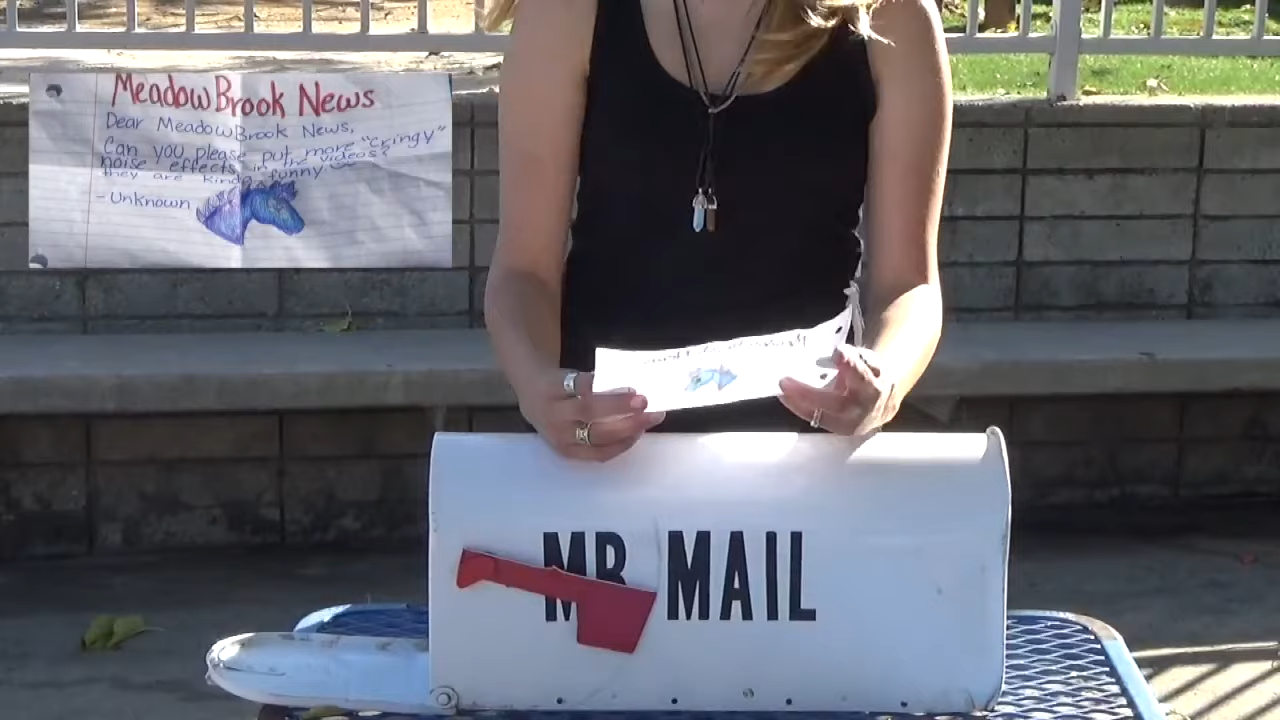 MeadowBrook News
Dear MeadowBrook News,
Can you please put more "cringy"
noise effects in the videos?
they are kinda funny
- Unknown
MB MAIL